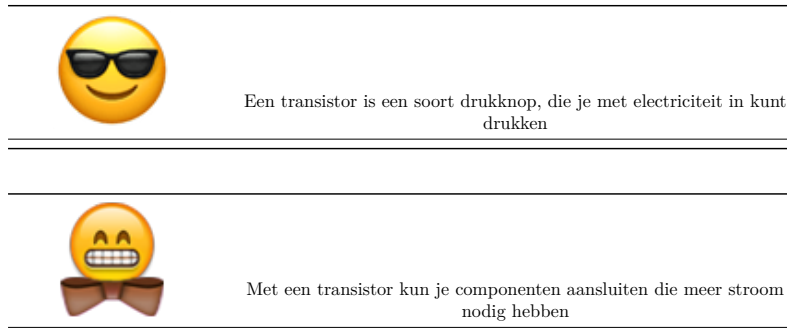 Een transistor is een soort drukknop, die je met electriciteit in kunt
drukken
Met een transistor kun je componenten aansluiten die meer stroom
nodig hebben